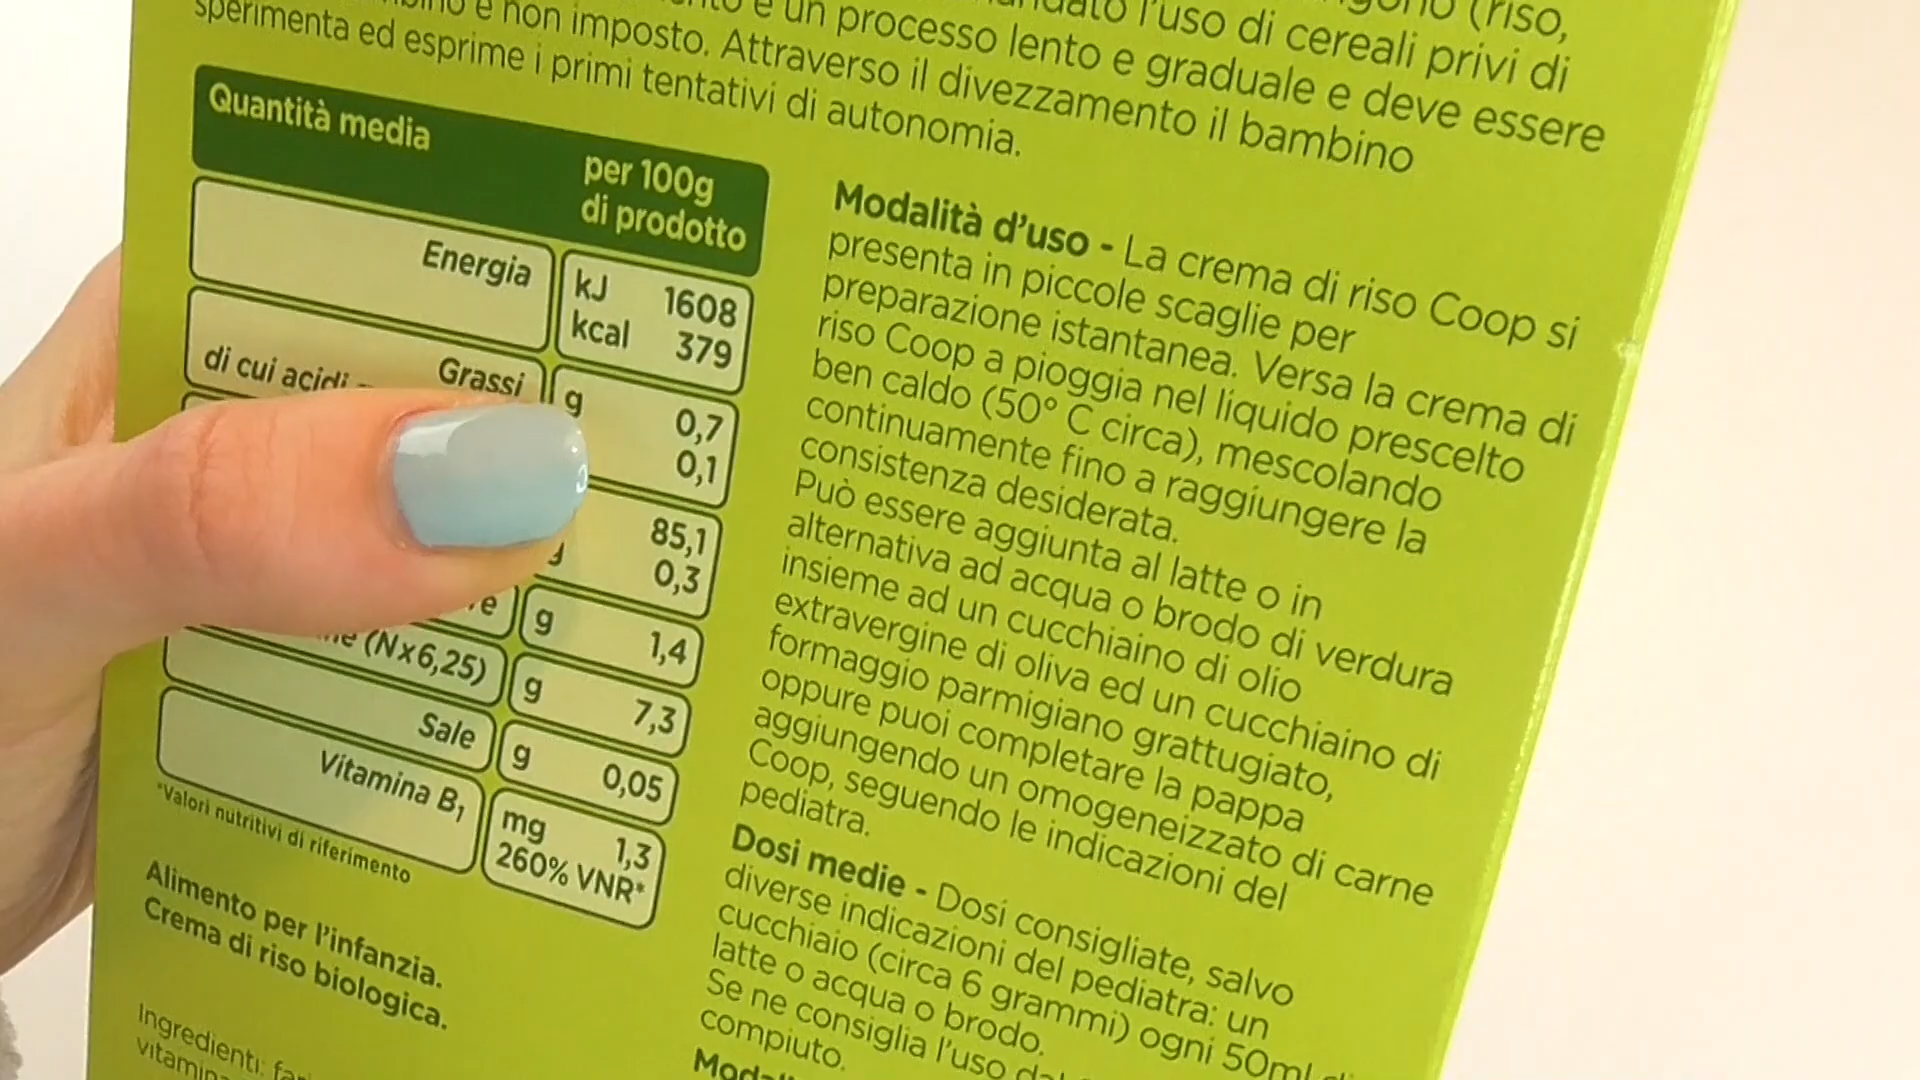 (riso,
l'uso di cereali privi di
è un processo lento e graduale e deve essere
e non imposto. Attraverso il divezzamento il bambino
sperimenta ed esprime i primi tentativi di autonomia.
Quantità media
per 100g
di prodotto
Energia kJ 1608
kcal 379
Grassi g 0,7
di cui acidi 0,1
85,1
g 0,3
g 1,4
(Nx6,25) g 7,3
Sale g 0,05
Vitamina B1 mg 1,3
260% VNR*
*Valori nutritivi di riferimento
Alimento per l'infanzia.
Crema di riso biologica.
Ingredienti:
Modalità d'uso - La crema di riso Coop si
presenta in piccole scaglie per
preparazione istantanea. Versa la crema di
riso Coop a pioggia nel liquido prescelto
ben caldo (50° C circa), mescolando
continuamente fino a raggiungere la
consistenza desiderata.
Può essere aggiunta al latte o in
alternativa ad acqua o brodo di verdura
insieme ad un cucchiaino di olio
extravergine di oliva ed un cucchiaino di
formaggio parmigiano grattugiato,
oppure puoi completare la pappa
aggiungendo un omogeneizzato di carne
Coop, seguendo le indicazioni del
pediatra.
Dosi medie - Dosi consigliate, salvo
diverse indicazioni del pediatra: un
cucchiaio (circa 6 grammi) ogni 50ml di
latte o acqua o brodo.
Se ne consiglia l'uso dal
compiuto.